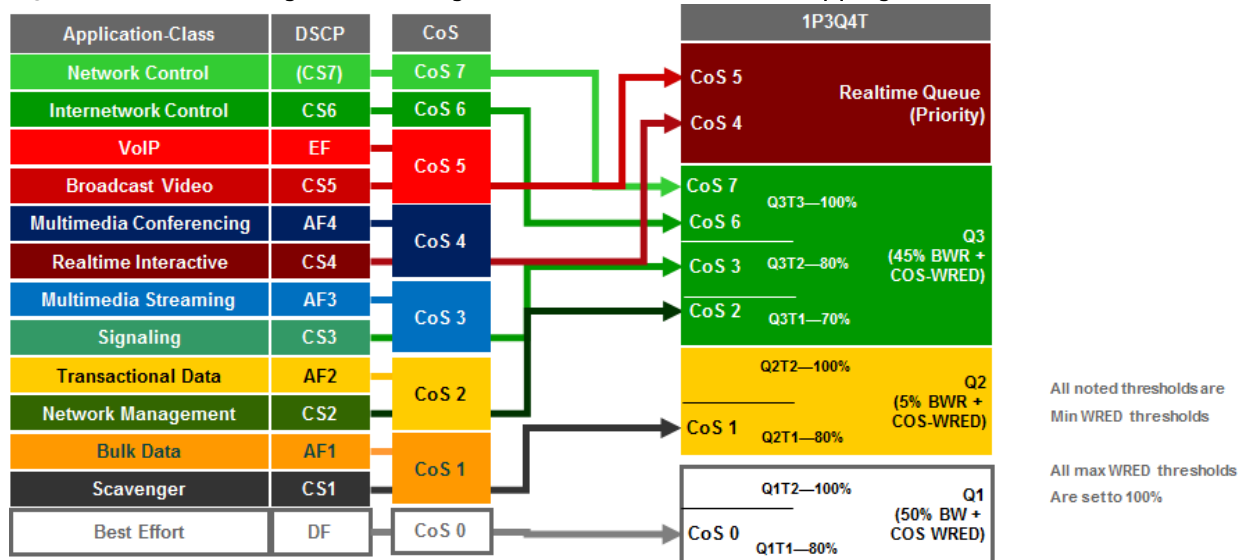 Application-Class DSCP CoS 1P3Q4T
Network Control (CS7) CoS 7
Internetwork Control CS6 CoS 6
VoIP EF
CoS 5
Broadcast Video CS5
Multimedia Conferencing AF4
CoS 4
Realtime Interactive CS4
Multimedia Streaming AF3
CoS 3
Signaling CS3
Transactional Data AF2
CoS 2
Network Management CS2
Bulk Data AF1
CoS 1
Scavenger CS1
Best Effort DF CoS 0
CoS 5
Realtime Queue
(Priority)
CoS 4
CoS 7
Q3T3—100%
CoS 6
Q3
(45% BWR +
COS-WRED)
CoS 3 Q3T2—80%
CoS 2
Q3T1—70%
Q2T2—100%
Q2
(5% BWR +
COS-WRED)
CoS 1
Q2T1—80%
Q1T2—100%
Q1
(50% BW +
COS WRED)
CoS 0
Q1T1—80%
All noted thresholds are
Min WRED thresholds
All max WRED thresholds
Are set to 100%